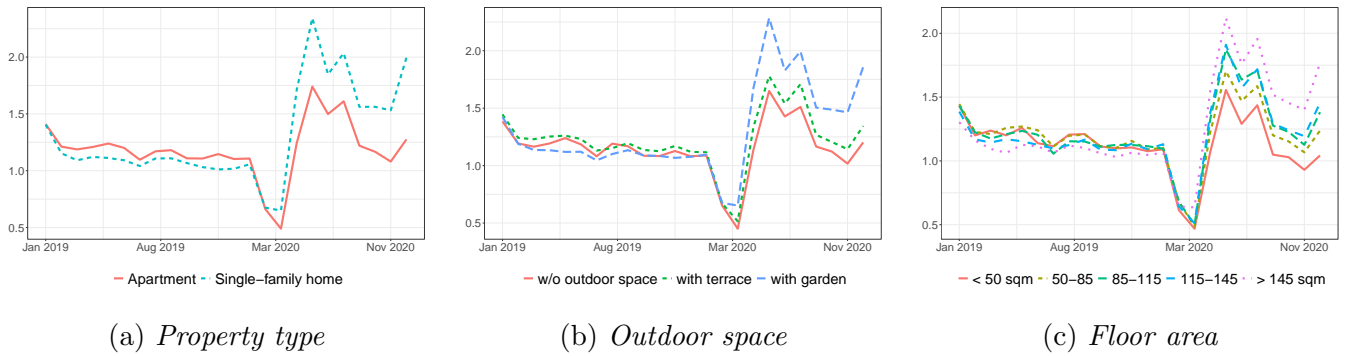 2.0
1.5
1.0
0.5
Jan 2019 Aug 2019 Mar 2020 Nov 2020
Apartment Single−family home
(a) Property type
2.0
1.5
1.0
0.5
Jan 2019 Aug 2019 Mar 2020 Nov 2020
w/o outdoor space with terrace with garden
(b) Outdoor space
2.0
1.5
1.0
0.5
Jan 2019 Aug 2019 Mar 2020 Nov 2020
< 50 sqm 50−85 85−115 115−145 > 145 sqm
(c) Floor area